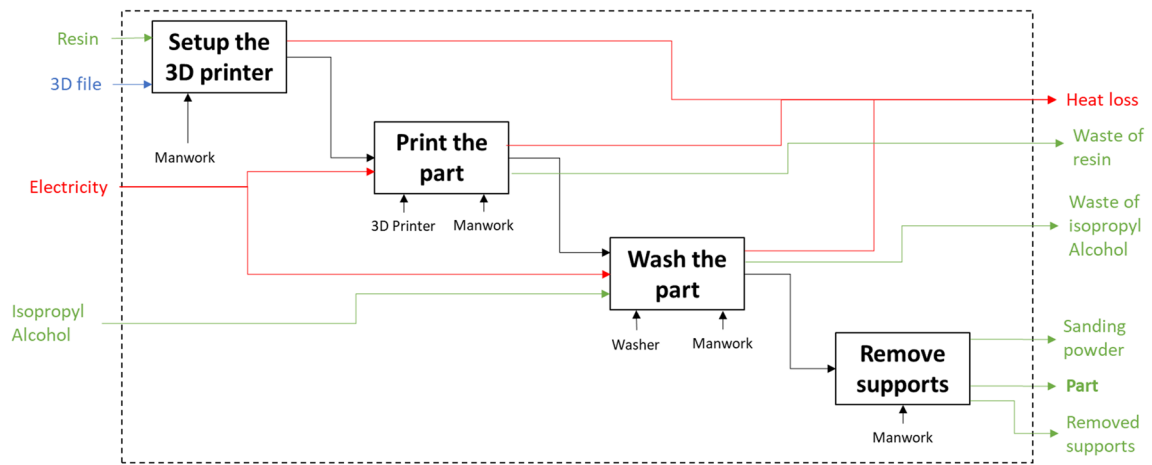 Resin
3D file
Setup the
3D printer
Manwork
Heat loss
Print the
part
Waste of
resin
Electricity
3D Printer
Manwork
Waste of
isopropyl
Alcohol
Wash the
part
Isopropyl
Alcohol
Washer
Manwork
Sanding
powder
Remove
supports
Part
Manwork
Removed
supports